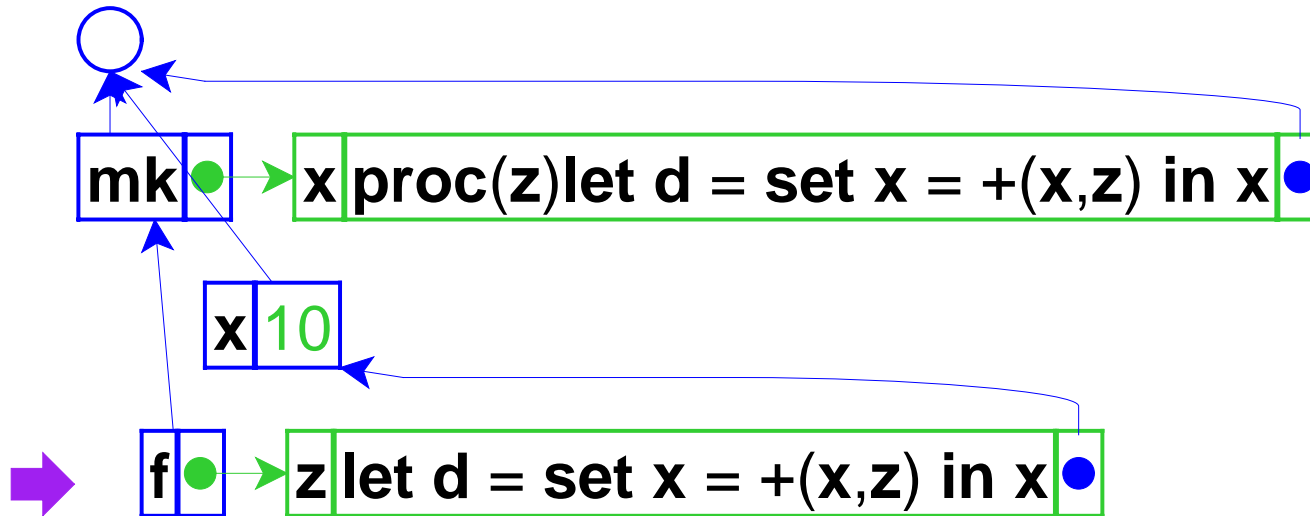 mk x proc(z)let d = set x = +(x,z) in x
x 10
f z let d = set x = +(x,z) in x